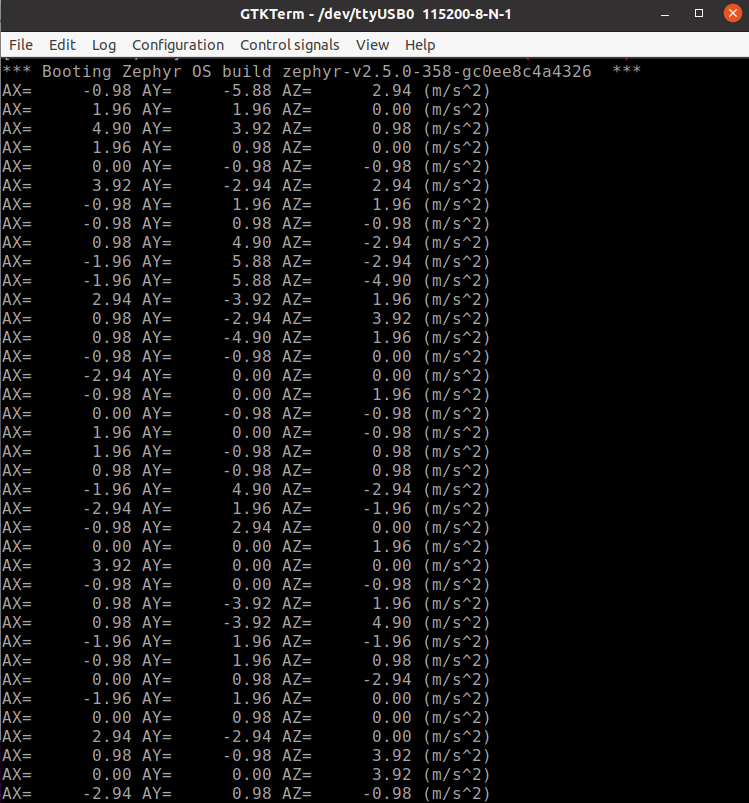 GTKTerm - /dev/ttyUSB0 115200-8-N-1
File Edit Log Configuration Control signals View Help
*** Booting Zephyr OS build zephyr-v2.5.0-358-gc0ee8c4a4326 ***
AX= -0.98 AY= -5.88 AZ= 2.94 (m/s^2)
AX= 1.96 AY= 1.96 AZ= 0.00 (m/s^2)
AX= 4.90 AY= 3.92 AZ= 0.98 (m/s^2)
AX= 1.96 AY= 0.98 AZ= 0.00 (m/s^2)
AX= 0.00 AY= -0.98 AZ= -0.98 (m/s^2)
AX= 3.92 AY= -2.94 AZ= 2.94 (m/s^2)
AX= -0.98 AY= 1.96 AZ= 1.96 (m/s^2)
AX= -0.98 AY= 0.98 AZ= -0.98 (m/s^2)
AX= 0.98 AY= 4.90 AZ= -2.94 (m/s^2)
AX= -1.96 AY= 5.88 AZ= -2.94 (m/s^2)
AX= -1.96 AY= 5.88 AZ= -4.90 (m/s^2)
AX= 2.94 AY= -3.92 AZ= 1.96 (m/s^2)
AX= 0.98 AY= -2.94 AZ= 3.92 (m/s^2)
AX= 0.98 AY= -4.90 AZ= 1.96 (m/s^2)
AX= -0.98 AY= -0.98 AZ= 0.00 (m/s^2)
AX= -2.94 AY= 0.00 AZ= 0.00 (m/s^2)
AX= -0.98 AY= 0.00 AZ= 1.96 (m/s^2)
AX= 0.00 AY= -0.98 AZ= -0.98 (m/s^2)
AX= 1.96 AY= 0.00 AZ= -0.98 (m/s^2)
AX= 1.96 AY= -0.98 AZ= 0.98 (m/s^2)
AX= 0.98 AY= -0.98 AZ= 0.98 (m/s^2)
AX= -1.96 AY= 4.90 AZ= -2.94 (m/s^2)
AX= -2.94 AY= 1.96 AZ= -1.96 (m/s^2)
AX= -0.98 AY= 2.94 AZ= 0.00 (m/s^2)
AX= 0.00 AY= 0.00 AZ= 1.96 (m/s^2)
AX= 3.92 AY= 0.00 AZ= 0.00 (m/s^2)
AX= -0.98 AY= 0.00 AZ= -0.98 (m/s^2)
AX= 0.98 AY= -3.92 AZ= 1.96 (m/s^2)
AX= 0.98 AY= -3.92 AZ= 4.90 (m/s^2)
AX= -1.96 AY= 1.96 AZ= -1.96 (m/s^2)
AX= -0.98 AY= 1.96 AZ= 0.98 (m/s^2)
AX= 0.00 AY= 0.98 AZ= -2.94 (m/s^2)
AX= -1.96 AY= 1.96 AZ= 0.00 (m/s^2)
AX= 0.00 AY= 0.98 AZ= 0.98 (m/s^2)
AX= 2.94 AY= -2.94 AZ= 0.00 (m/s^2)
AX= 0.98 AY= -0.98 AZ= 3.92 (m/s^2)
AX= 0.00 AY= 0.00 AZ= 3.92 (m/s^2)
AX= -2.94 AY= 0.98 AZ= -0.98 (m/s^2)